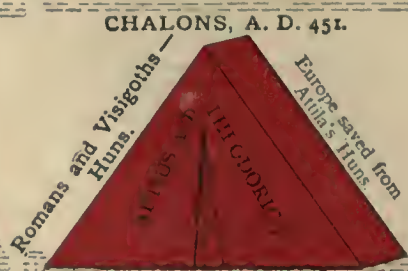 CHALONS, A. D. 451.
Romans and Visigoths —
Huns.
THEODORIC
Europe saved from
Attila's Huns.